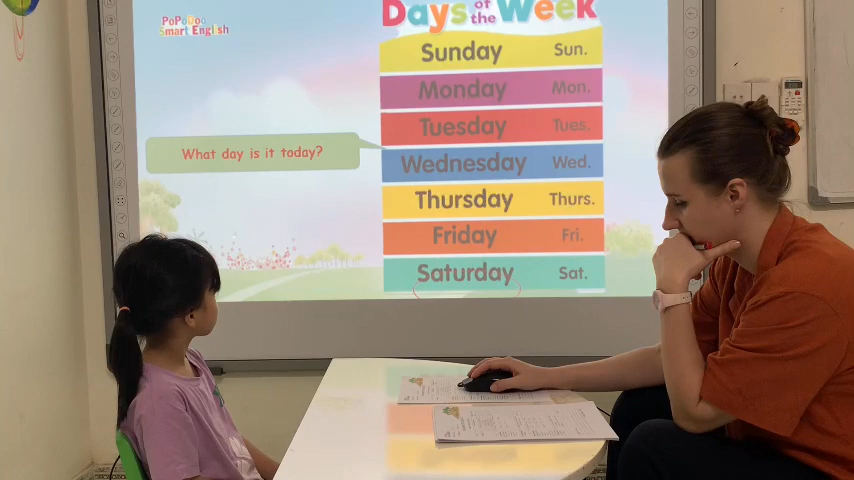 PoPoDoo
Smart English
Days of the Week
Sunday Sun.
Monday Mon.
Tuesday Tues.
What day is it today?
Wednesday Wed.
Thursday Thurs.
Friday Fri.
Saturday Sat.